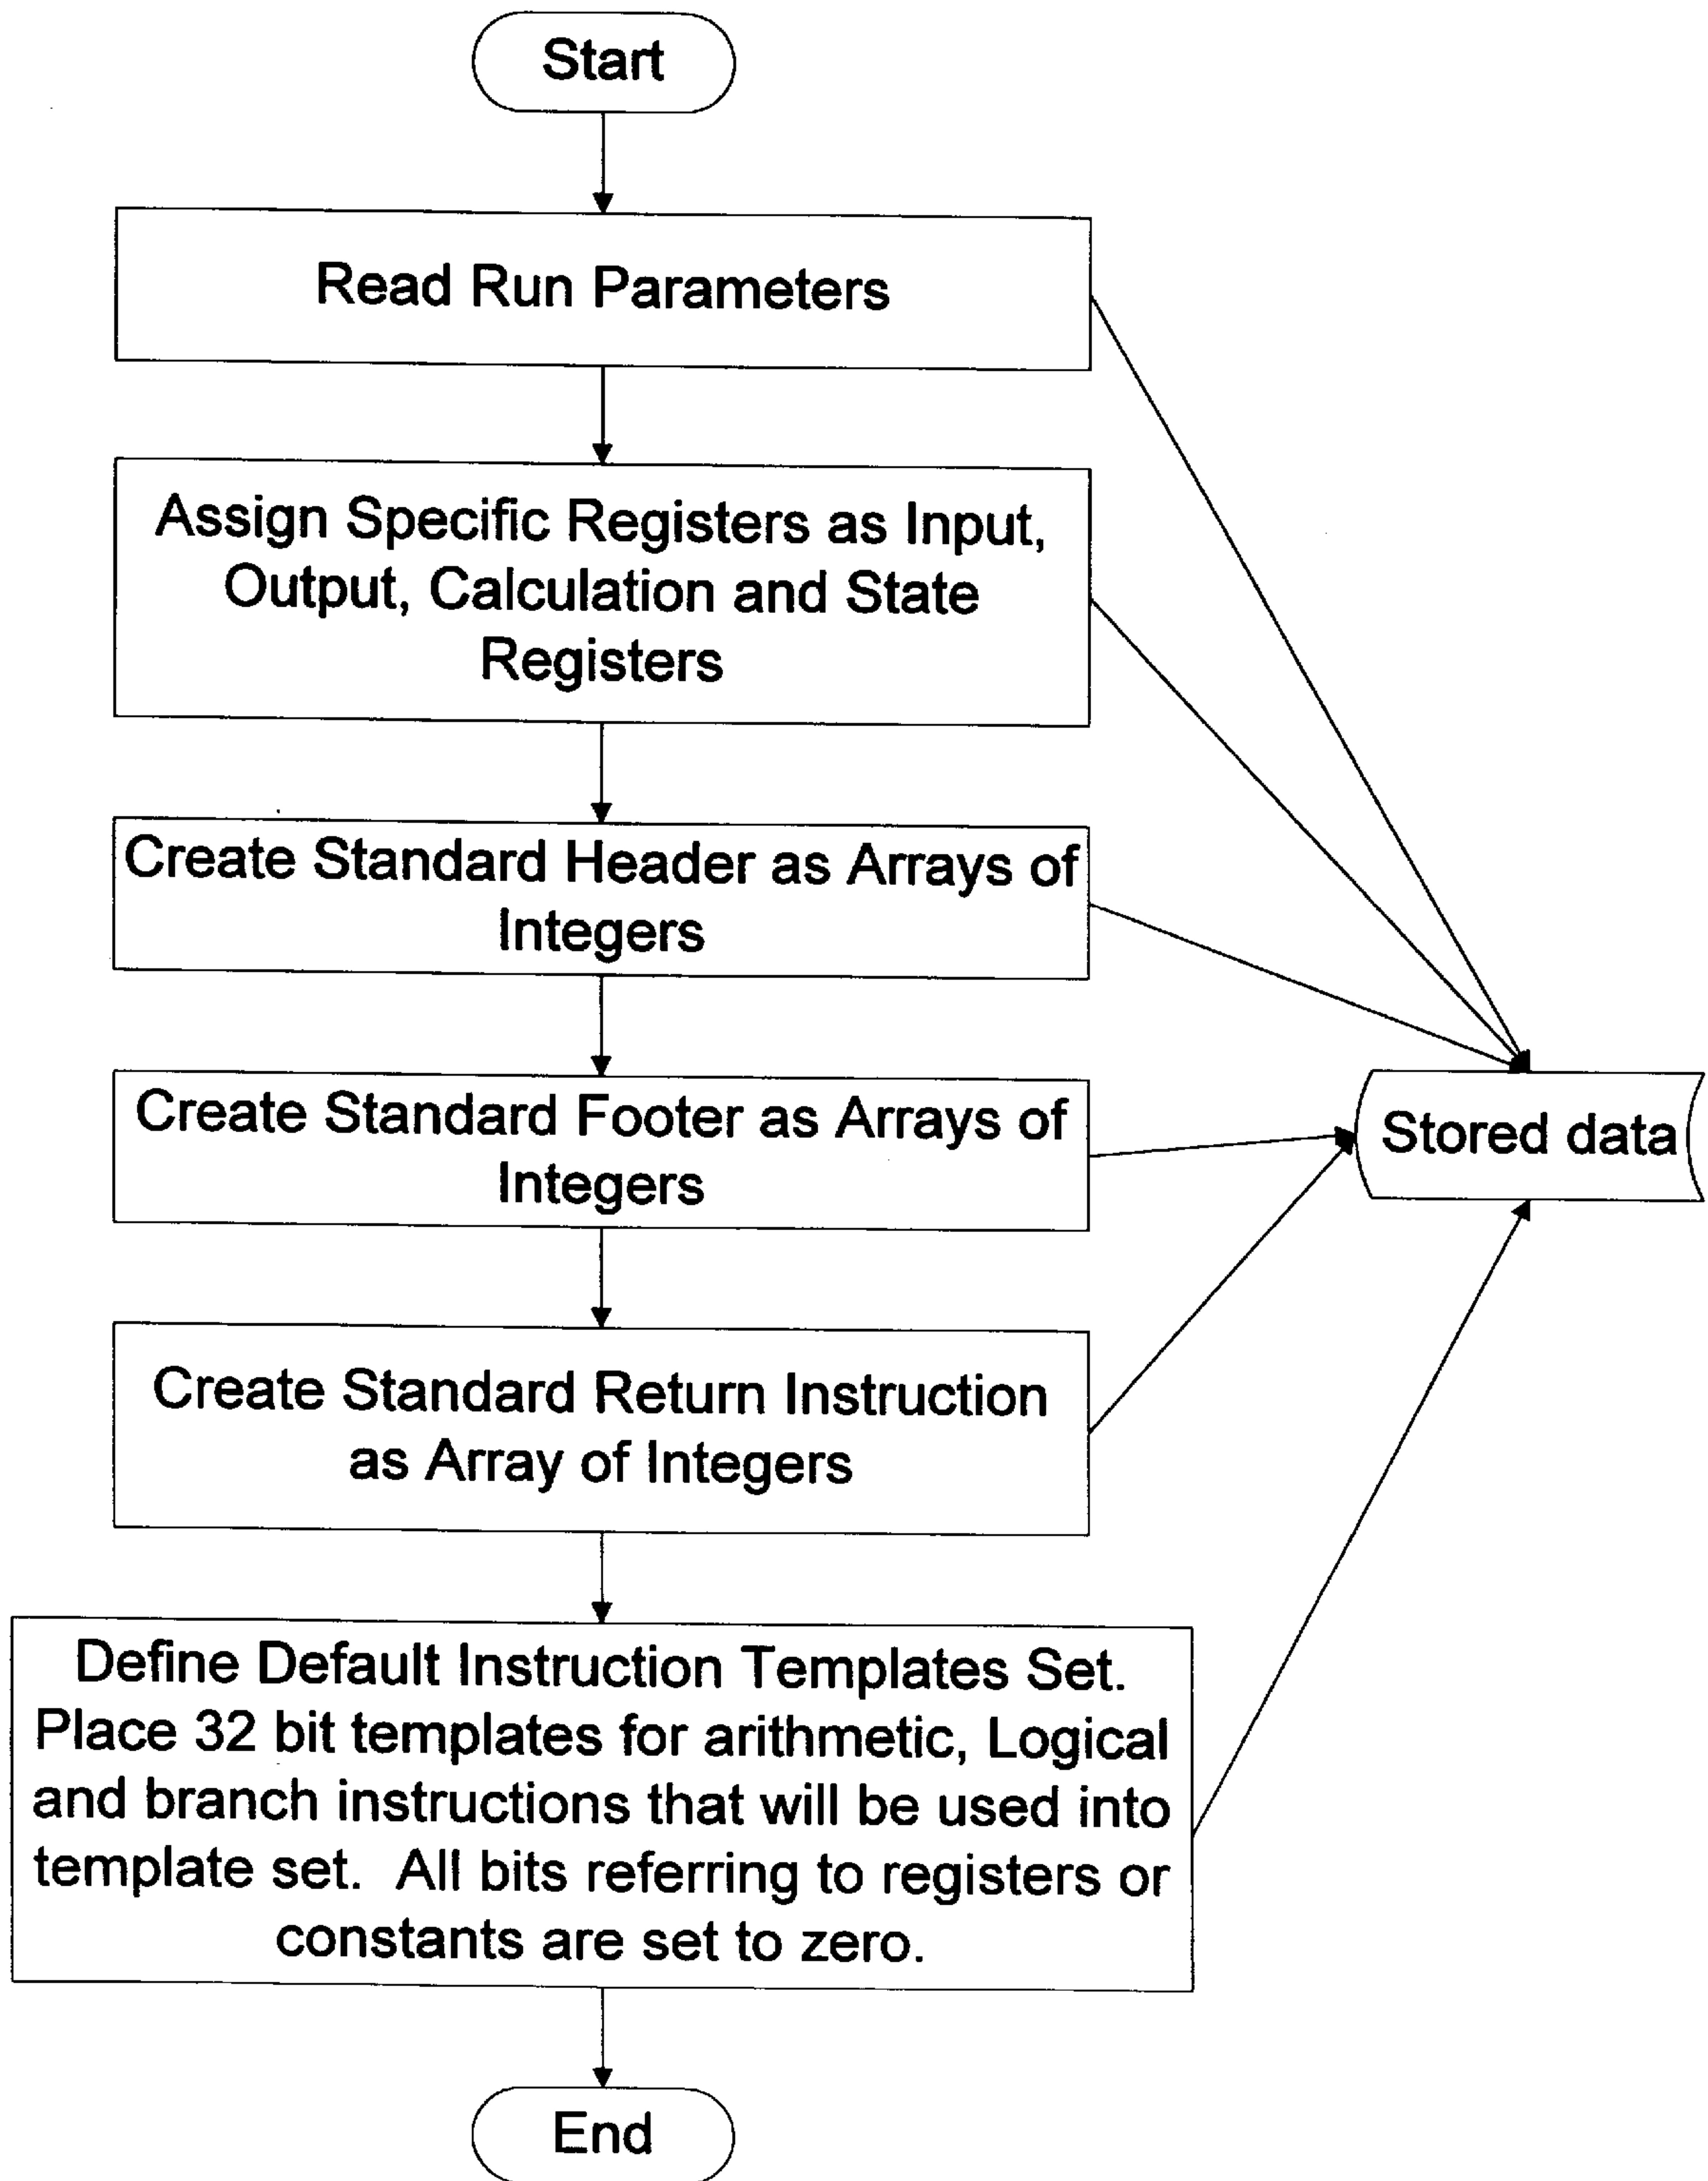 Start
Read Run Parameters
Assign Specific Registers as Input,
Output, Calculation and State
Registers
Create Standard Header as Arrays of
Integers
Create Standard Footer as Arrays of
Integers
Stored data
Create Standard Return Instruction
as Array of Integers
Define Default Instruction Templates Set.
Place 32 bit templates for arithmetic, Logical
and branch instructions that will be used into
template set.  All bits referring to registers or
constants are set to zero.
End